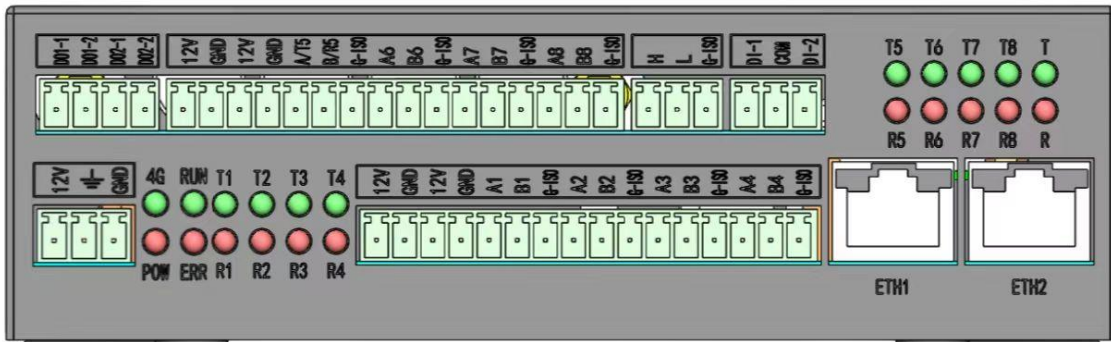 DO1-1 DO1-2 DO2-1 DO2-2 12V GND 12V GND A/T5 B/R5 G-ISO A6 B6 G-ISO A7 B7 G-ISO A8 B8 G-ISO H L G-ISO DI-1 COM DI-2
T5 T6 T7 T8 T
R5 R6 R7 R8 R
12V GND 4G RUN T1 T2 T3 T4 12V GND 12V GND A1 B1 G-ISO A2 B2 G-ISO A3 B3 G-ISO A4 B4 G-ISO
POW ERR R1 R2 R3 R4
ETH1 ETH2